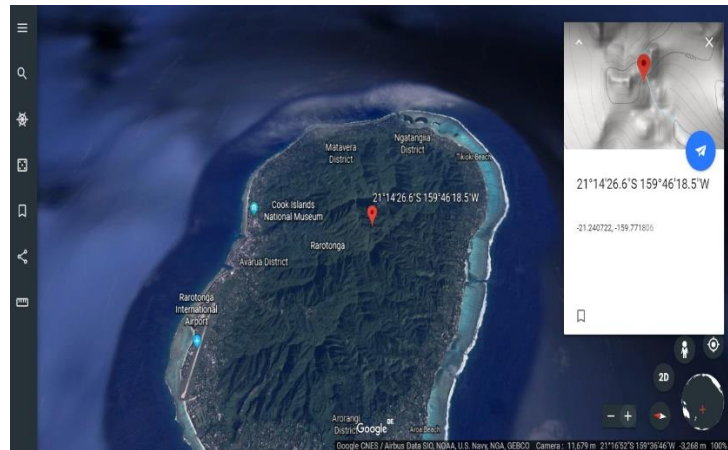 Matavera
District
Ngatangiia
District
Tikioki Beach
21°14'26.6"S 159°46'18.5"W
Cook Islands
National Museum
Rarotonga
Avarua District
Rarotonga
International
Airport
Arorangi
District
Google
Aroa Beach
21°14'26.6"S 159°46'18.5"W
-21.240722, -159.771806
2D
Google CNES / Airbus Data SIO, NOAA, U.S. Navy, NGA, GEBCO Camera: 11,679 m 21°16'52"S 159°36'46"W -3,268 m 100%